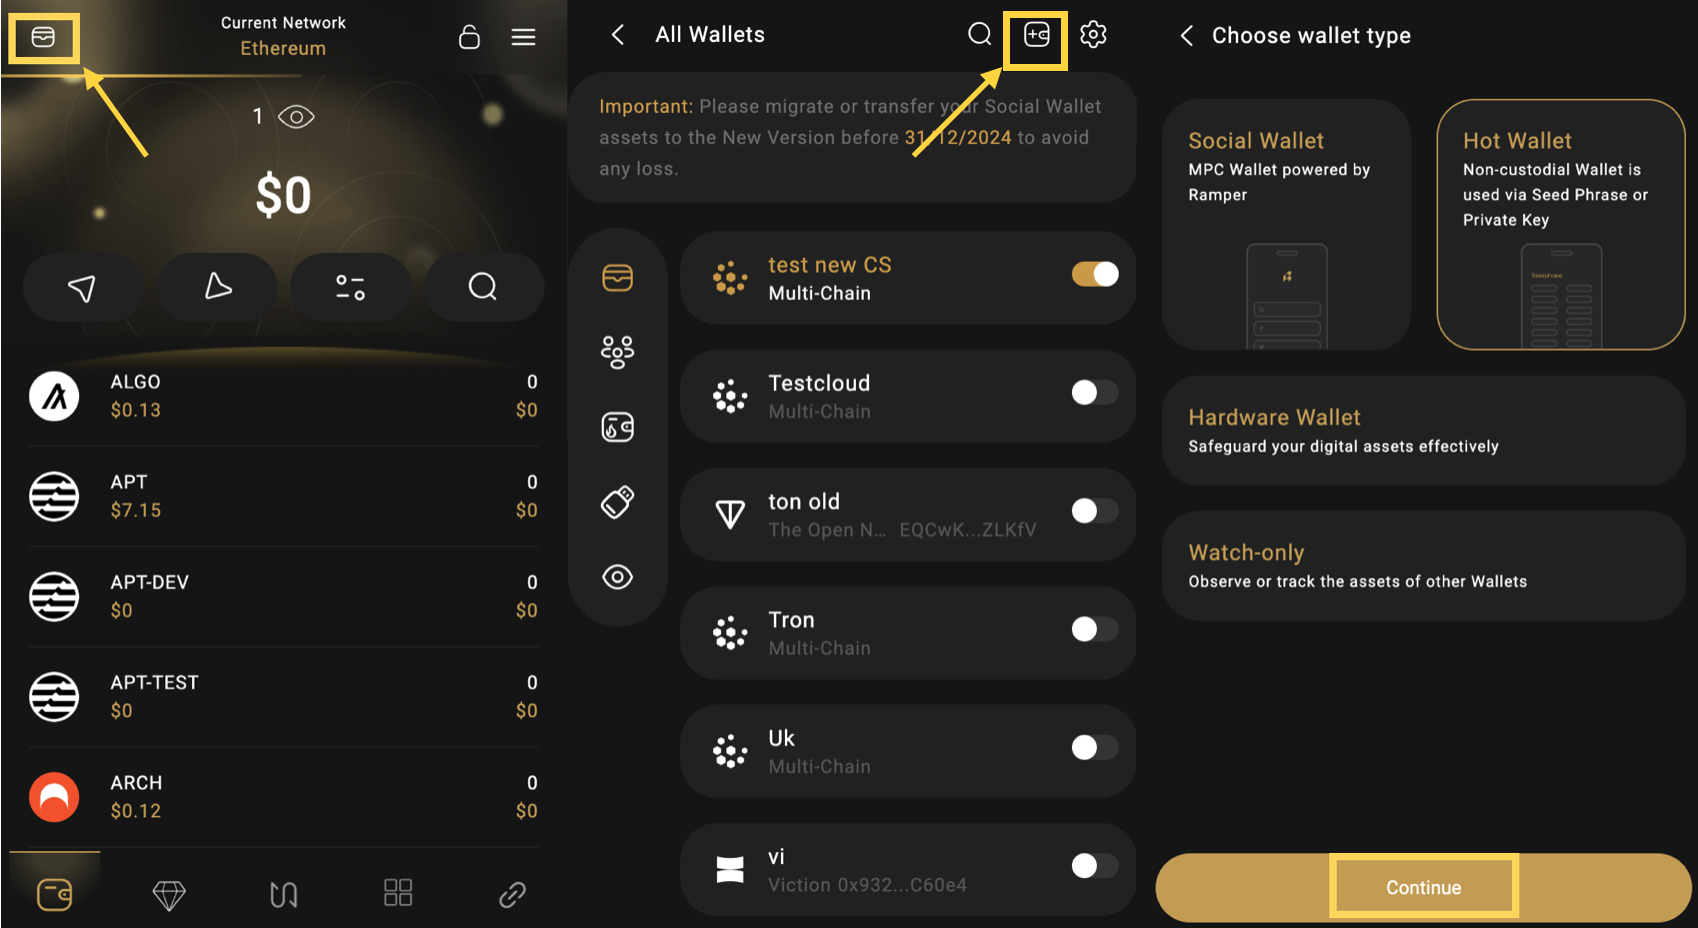 Current Network
Ethereum
1
$0
ALGO
0
$0.13
$0
APT
0
$7.15
$0
APT-DEV
0
$0
$0
APT-TEST
0
$0
$0
ARCH
0
$0.12
$0
All Wallets
Important: Please migrate or transfer your Social Wallet
assets to the New Version before 31/12/2024 to avoid
any loss.
test new CS
Multi-Chain
Testcloud
Multi-Chain
ton old
The Open N... EQCwK...ZLKfV
Tron
Multi-Chain
Uk
Multi-Chain
vi
Viction 0x932...C60e4
Choose wallet type
Social Wallet
MPC Wallet powered by
Ramper
Hot Wallet
Non-custodial Wallet is
used via Seed Phrase or
Private Key
Seedphrase
Hardware Wallet
Safeguard your digital assets effectively
Watch-only
Observe or track the assets of other Wallets
Continue